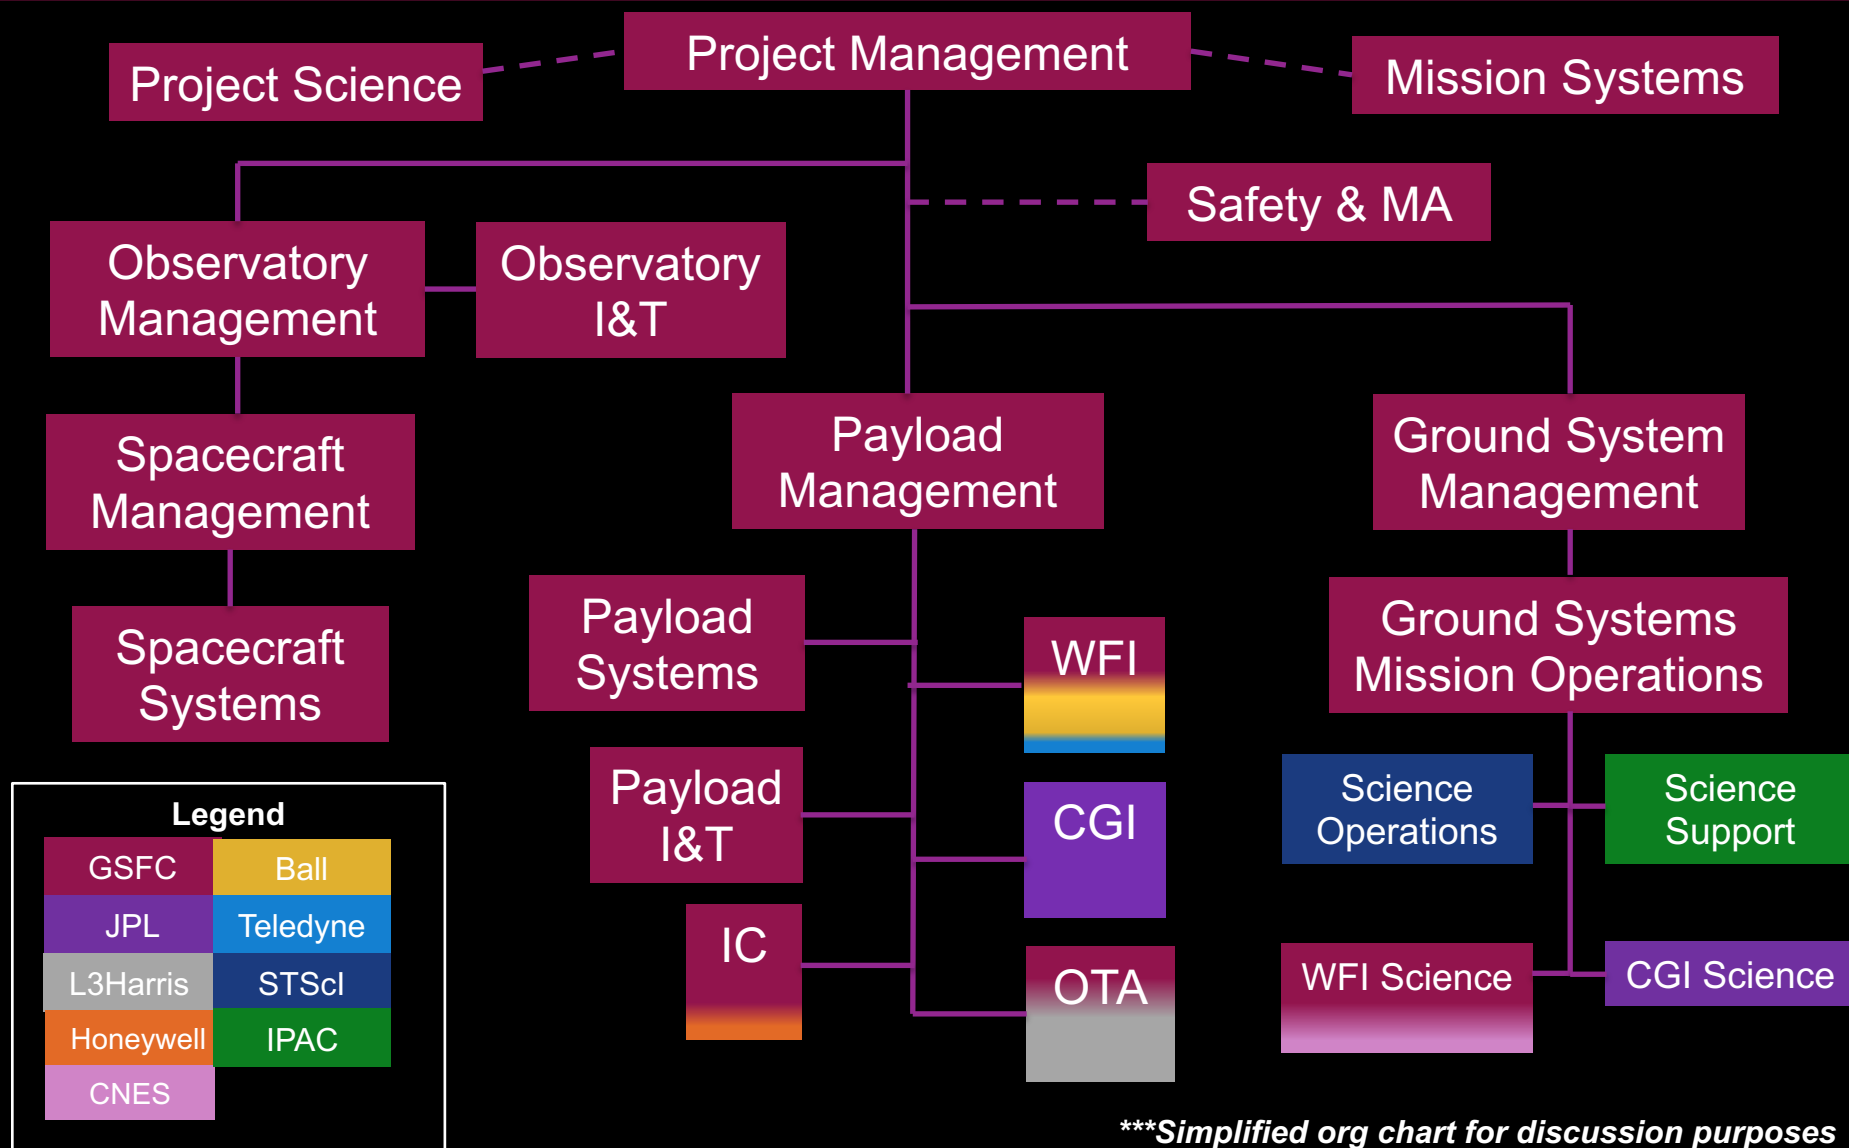 Project Management
Project Science
Mission Systems
Safety & MA
Observatory
Management
Observatory
I&T
Spacecraft
Management
Payload
Management
Ground System
Management
Spacecraft
Systems
Payload
Systems
WFI
Ground Systems
Mission Operations
Payload
I&T
CGI
Science
Operations
Science
Support
IC
OTA
WFI Science
CGI Science
Legend
GSFC
Ball
JPL
Teledyne
L3Harris
STScI
Honeywell
IPAC
CNES
***Simplified org chart for discussion purposes